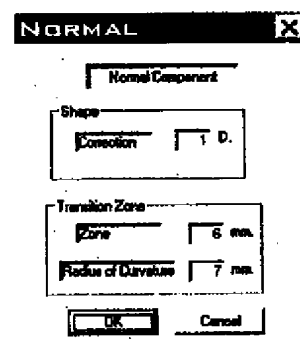 NORMAL
Normal Component
Shape
Correction 1 D.
Transition Zone
Zone 6 mm.
Radius of Curvature 7 mm.
OK Cancel